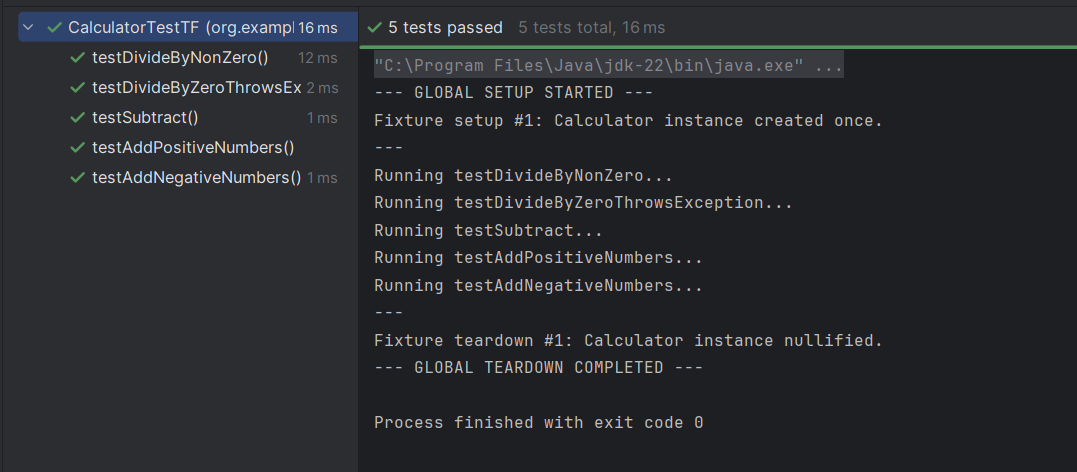 CalculatorTestTF (org.exampl 16 ms
testDivideByNonZero() 12 ms
testDivideByZeroThrowsEx 2 ms
testSubtract() 1 ms
testAddPositiveNumbers()
testAddNegativeNumbers() 1 ms
5 tests passed 5 tests total, 16 ms
"C:\Program Files\Java\jdk-22\bin\java.exe" ...
--- GLOBAL SETUP STARTED ---
Fixture setup #1: Calculator instance created once.
---
Running testDivideByNonZero...
Running testDivideByZeroThrowsException...
Running testSubtract...
Running testAddPositiveNumbers...
Running testAddNegativeNumbers...
---
Fixture teardown #1: Calculator instance nullified.
--- GLOBAL TEARDOWN COMPLETED ---
Process finished with exit code 0